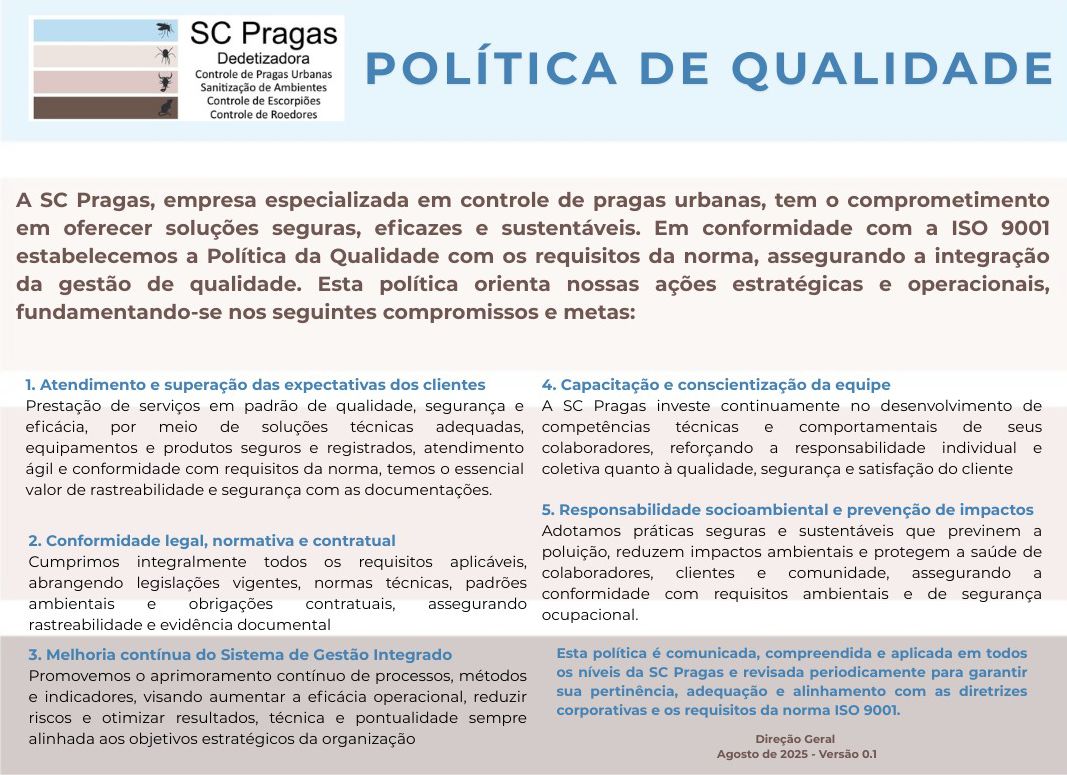 SC Pragas
Dedetizadora
Controle de Pragas Urbanas
Sanitização de Ambientes
Controle de Escorpiões
Controle de Roedores
POLÍTICA DE QUALIDADE
A SC Pragas, empresa especializada em controle de pragas urbanas, tem o comprometimento
em oferecer soluções seguras, eficazes e sustentáveis. Em conformidade com a ISO 9001
estabelecemos a Política da Qualidade com os requisitos da norma, assegurando a integração
da gestão de qualidade. Esta política orienta nossas ações estratégicas e operacionais,
fundamentando-se nos seguintes compromissos e metas:
1. Atendimento e superação das expectativas dos clientes
Prestação de serviços em padrão de qualidade, segurança e
eficácia, por meio de soluções técnicas adequadas,
equipamentos e produtos seguros e registrados, atendimento
ágil e conformidade com requisitos da norma, temos o essencial
valor de rastreabilidade e segurança com as documentações.
2. Conformidade legal, normativa e contratual
Cumprimos integralmente todos os requisitos aplicáveis,
abrangendo legislações vigentes, normas técnicas, padrões
ambientais e obrigações contratuais, assegurando
rastreabilidade e evidência documental
3. Melhoria contínua do Sistema de Gestão Integrado
Promovemos o aprimoramento contínuo de processos, métodos
e indicadores, visando aumentar a eficácia operacional, reduzir
riscos e otimizar resultados, técnica e pontualidade sempre
alinhada aos objetivos estratégicos da organização
4. Capacitação e conscientização da equipe
A SC Pragas investe continuamente no desenvolvimento de
competências técnicas e comportamentais de seus
colaboradores, reforçando a responsabilidade individual e
coletiva quanto à qualidade, segurança e satisfação do cliente
5. Responsabilidade socioambiental e prevenção de impactos
Adotamos práticas seguras e sustentáveis que previnem a
poluição, reduzem impactos ambientais e protegem a saúde de
colaboradores, clientes e comunidade, assegurando a
conformidade com requisitos ambientais e de segurança
ocupacional.
Esta política é comunicada, compreendida e aplicada em todos
os níveis da SC Pragas e revisada periodicamente para garantir
sua pertinência, adequação e alinhamento com as diretrizes
corporativas e os requisitos da norma ISO 9001.
Direção Geral
Agosto de 2025 - Versão 0.1